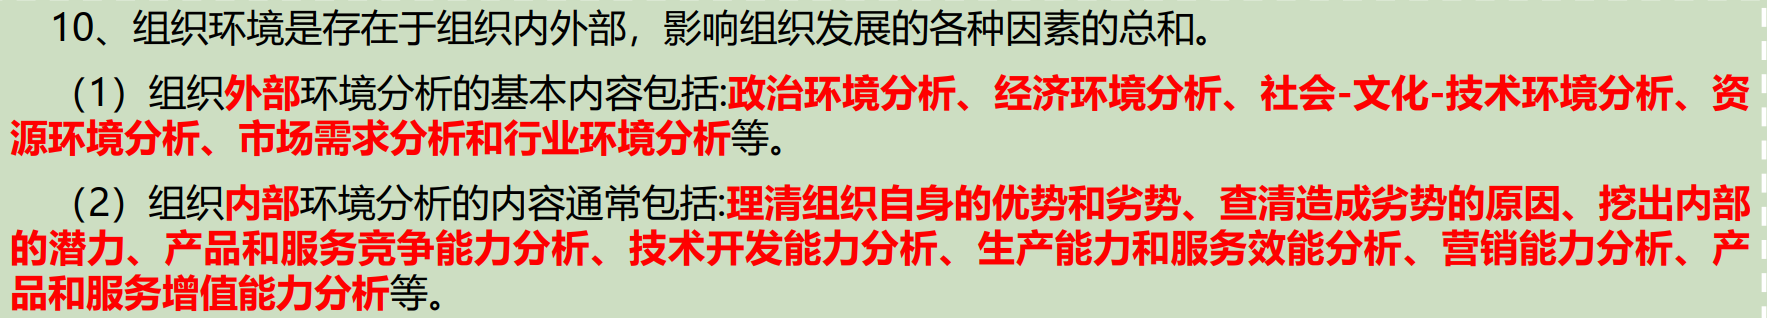 10、组织环境是存在于组织内外部，影响组织发展的各种因素的总和。
（1）组织外部环境分析的基本内容包括:政治环境分析、经济环境分析、社会-文化-技术环境分析、资
源环境分析、市场需求分析和行业环境分析等。
（2）组织内部环境分析的内容通常包括:理清组织自身的优势和劣势、查清造成劣势的原因、挖出内部
的潜力、产品和服务竞争能力分析、技术开发能力分析、生产能力和服务效能分析、营销能力分析、产
品和服务增值能力分析等。